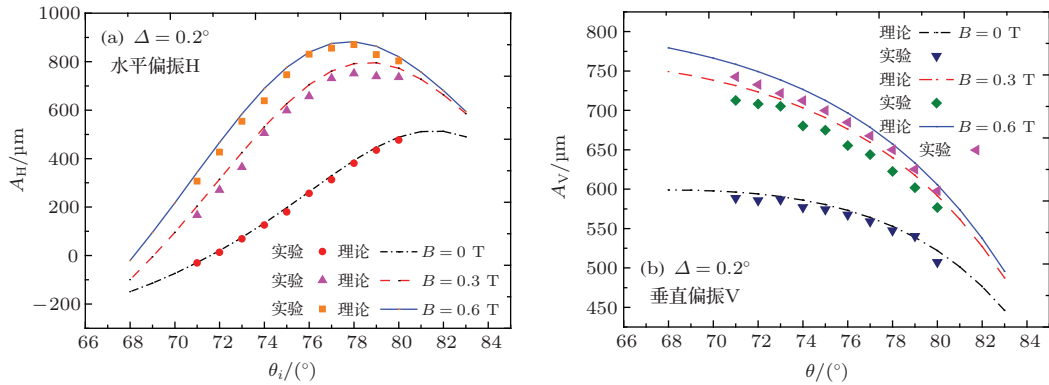 (a) Δ = 0.2°
水平偏振H
A_H/μm
1000
800
600
400
200
0
−200
实验 理论 B = 0 T
实验 理论 B = 0.3 T
实验 理论 B = 0.6 T
66 68 70 72 74 76 78 80 82 84
θ_i/(°)
A_V/μm
850
800
750
700
650
600
550
500
450
理论 B = 0 T
实验
理论 B = 0.3 T
实验
理论 B = 0.6 T
实验
(b) Δ = 0.2°
垂直偏振V
66 68 70 72 74 76 78 80 82 84
θ/(°)